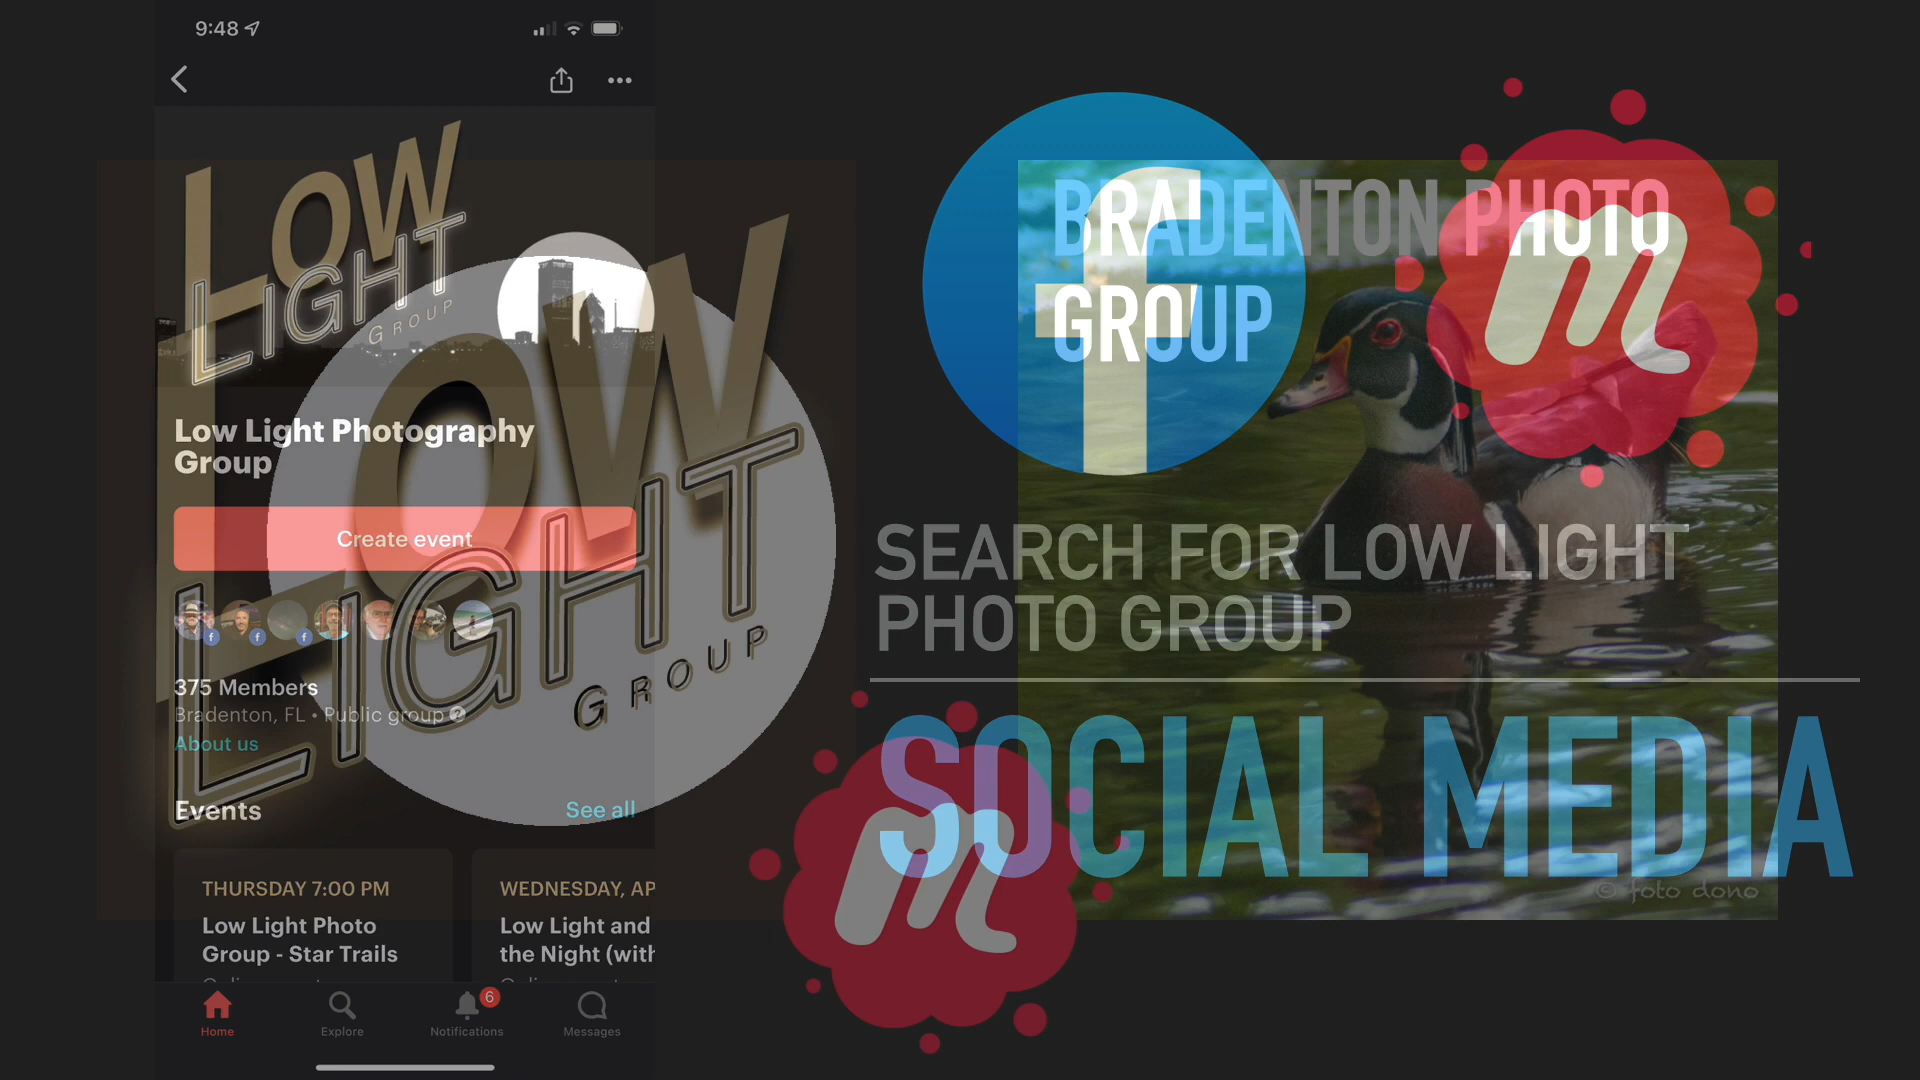 9:48
LOW
LIGHT
GROUP
Low Light Photography
Group
Create event
375 Members
Bradenton, FL • Public group
About us
Events
See all
THURSDAY 7:00 PM
Low Light Photo
Group - Star Trails
WEDNESDAY, AP
Low Light and
the Night (with
Home
Explore
6
Notifications
Messages
LOW
LIGHT
GROUP
f
BRADENTON PHOTO
GROUP
m
SEARCH FOR LOW LIGHT
PHOTO GROUP
SOCIAL MEDIA
m
© foto dono